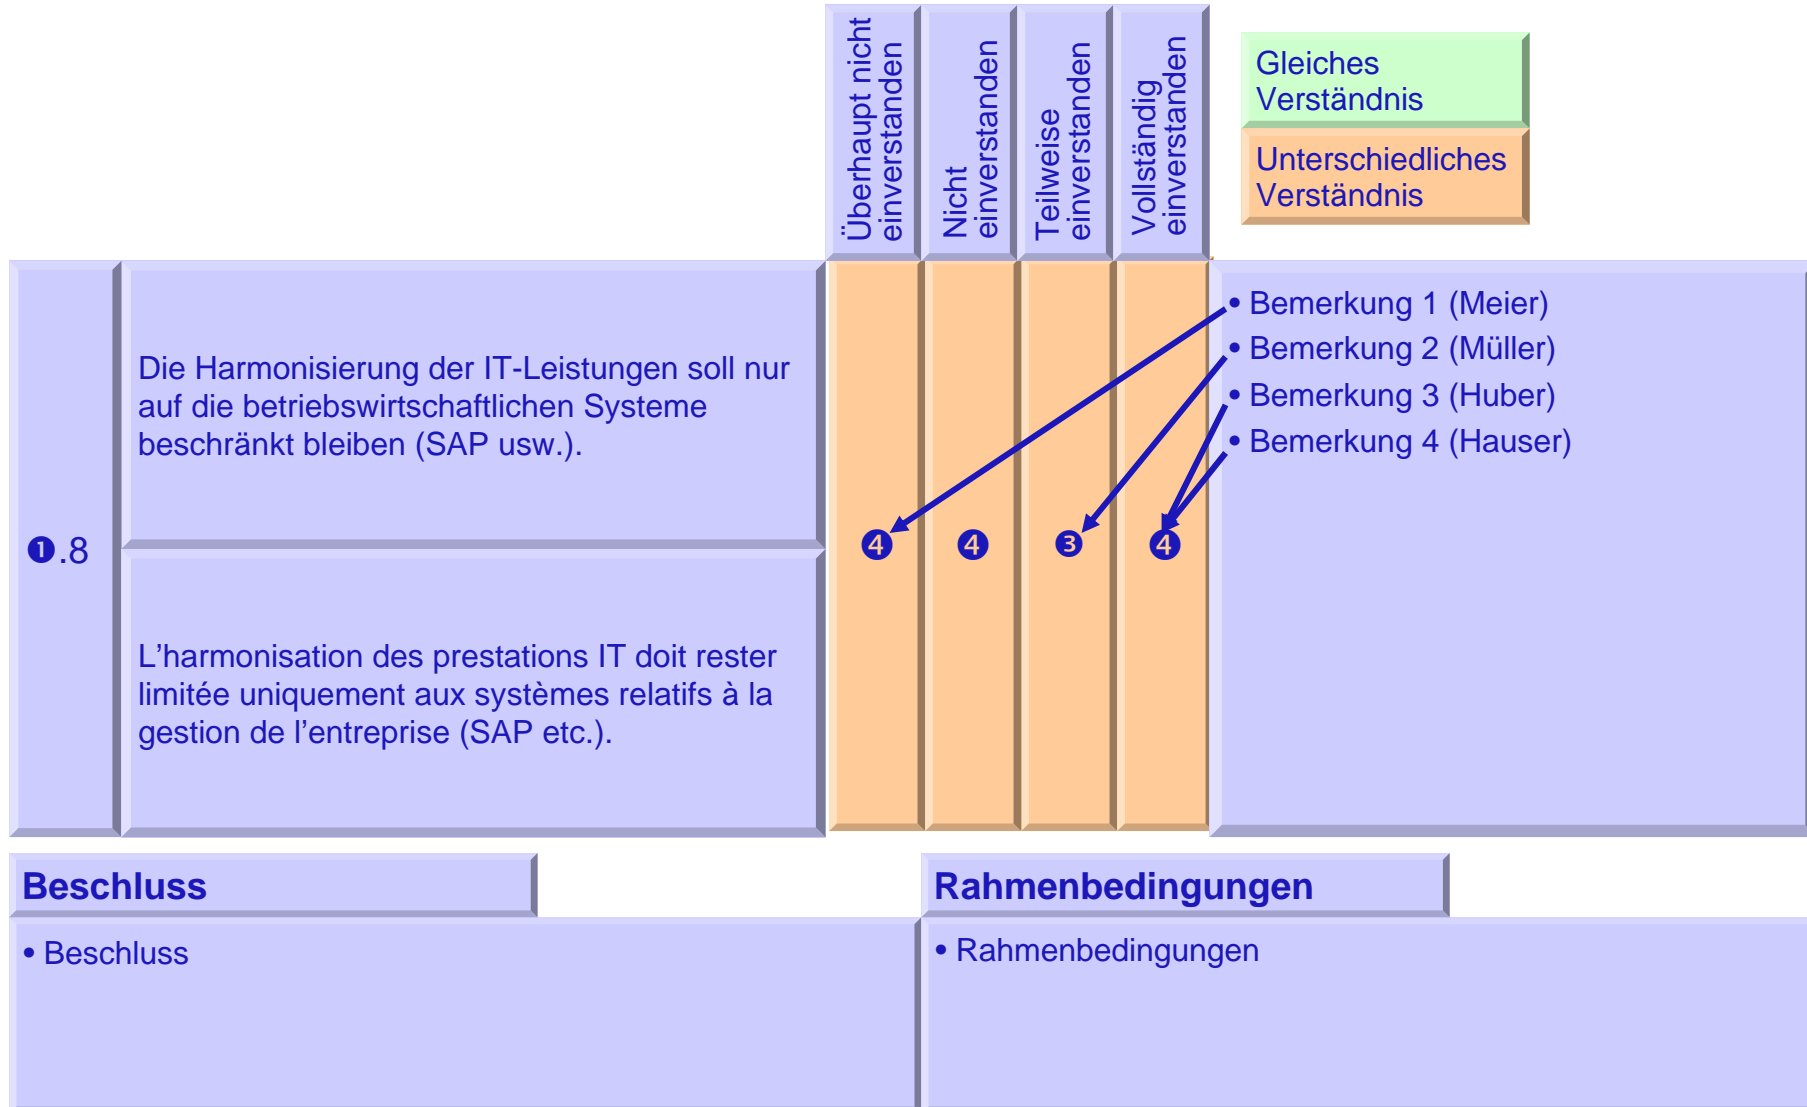 Überhaupt nicht
einverstanden
Nicht
einverstanden
Teilweise
einverstanden
Vollständig
einverstanden
Gleiches
Verständnis
Unterschiedliches
Verständnis
❶.8
Die Harmonisierung der IT-Leistungen soll nur
auf die betriebswirtschaftlichen Systeme
beschränkt bleiben (SAP usw.).
L’harmonisation des prestations IT doit rester
limitée uniquement aux systèmes relatifs à la
gestion de l’entreprise (SAP etc.).
❹ ❹ ❸ ❹
• Bemerkung 1 (Meier)
• Bemerkung 2 (Müller)
• Bemerkung 3 (Huber)
• Bemerkung 4 (Hauser)
Beschluss
• Beschluss
Rahmenbedingungen
• Rahmenbedingungen